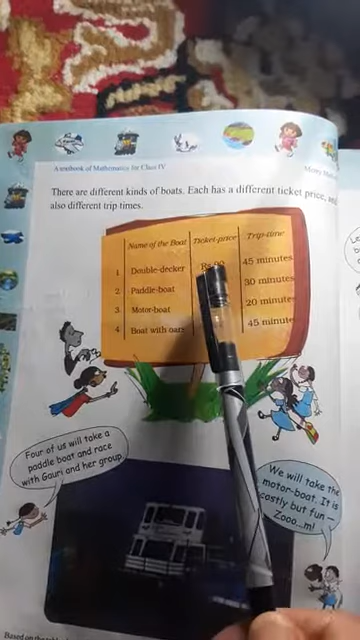 A textbook of Mathematics for Class IV
There are different kinds of boats. Each has a different ticket price, and
also different trip times.
Name of the Boat Ticket-price Trip-time
1 Double-decker 45 minutes
2 Paddle-boat 30 minutes
3 Motor-boat 20 minutes
4 Boat with oars 45 minute
Four of us will take a
paddle boat and race
with Gauri and her group.
We will take the
motor-boat. It is
costly but fun –
Zooo...m!